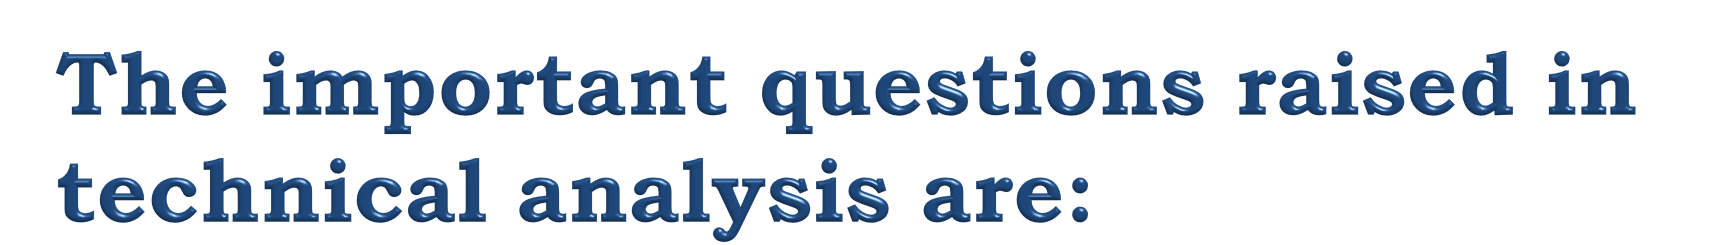 The important questions raised in
technical analysis are: